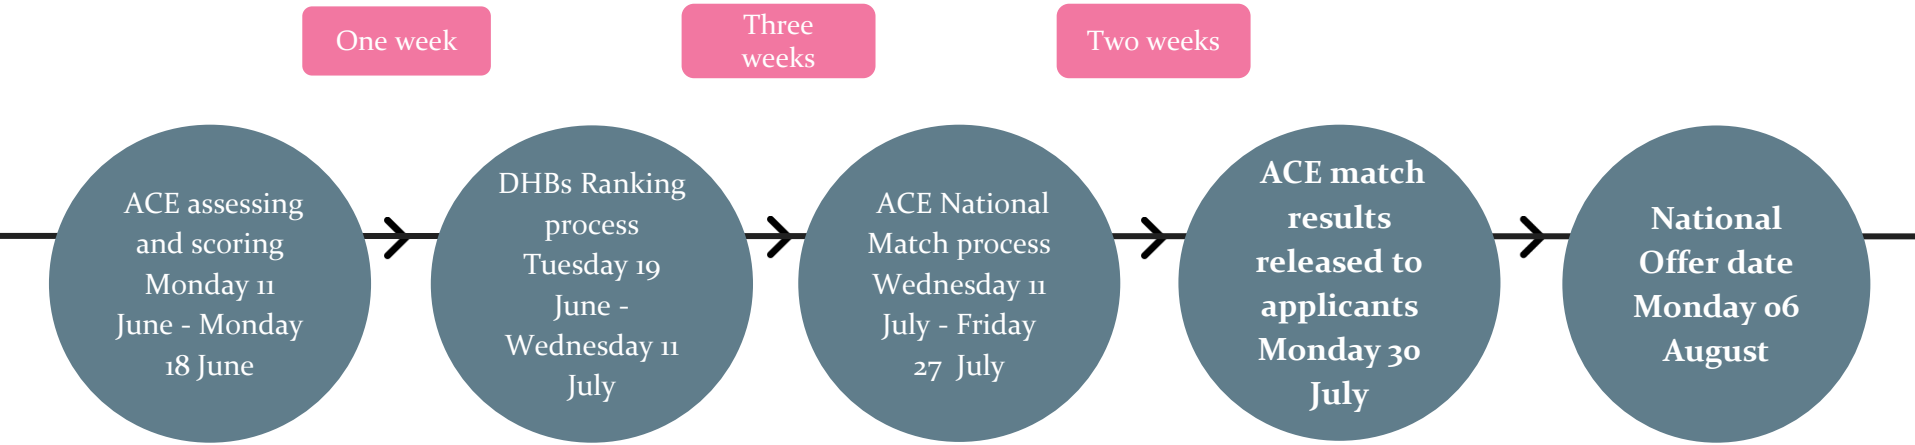 One week
Three
weeks
Two weeks
ACE assessing
and scoring
Monday 11
June - Monday
18 June
DHBs Ranking
process
Tuesday 19
June -
Wednesday 11
July
ACE National
Match process
Wednesday 11
July - Friday
27 July
ACE match
results
released to
applicants
Monday 30
July
National
Offer date
Monday 06
August